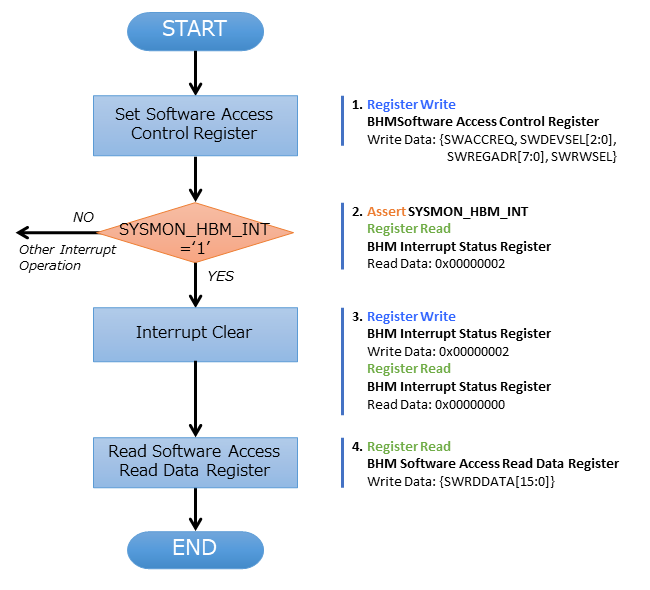 START
Set Software Access
Control Register
1. Register Write
BHMSoftware Access Control Register
Write Data: {SWACCREQ, SWDEVSEL[2:0],
SWREGADR[7:0], SWRWSEL}
NO
SYSMON_HBM_INT
=‘1’
Other Interrupt
Operation
YES
2. Assert SYSMON_HBM_INT
Register Read
BHM Interrupt Status Register
Read Data: 0x00000002
Interrupt Clear
3. Register Write
BHM Interrupt Status Register
Write Data: 0x00000002
Register Read
BHM Interrupt Status Register
Read Data: 0x00000000
Read Software Access
Read Data Register
4. Register Read
BHM Software Access Read Data Register
Write Data: {SWRDDATA[15:0]}
END